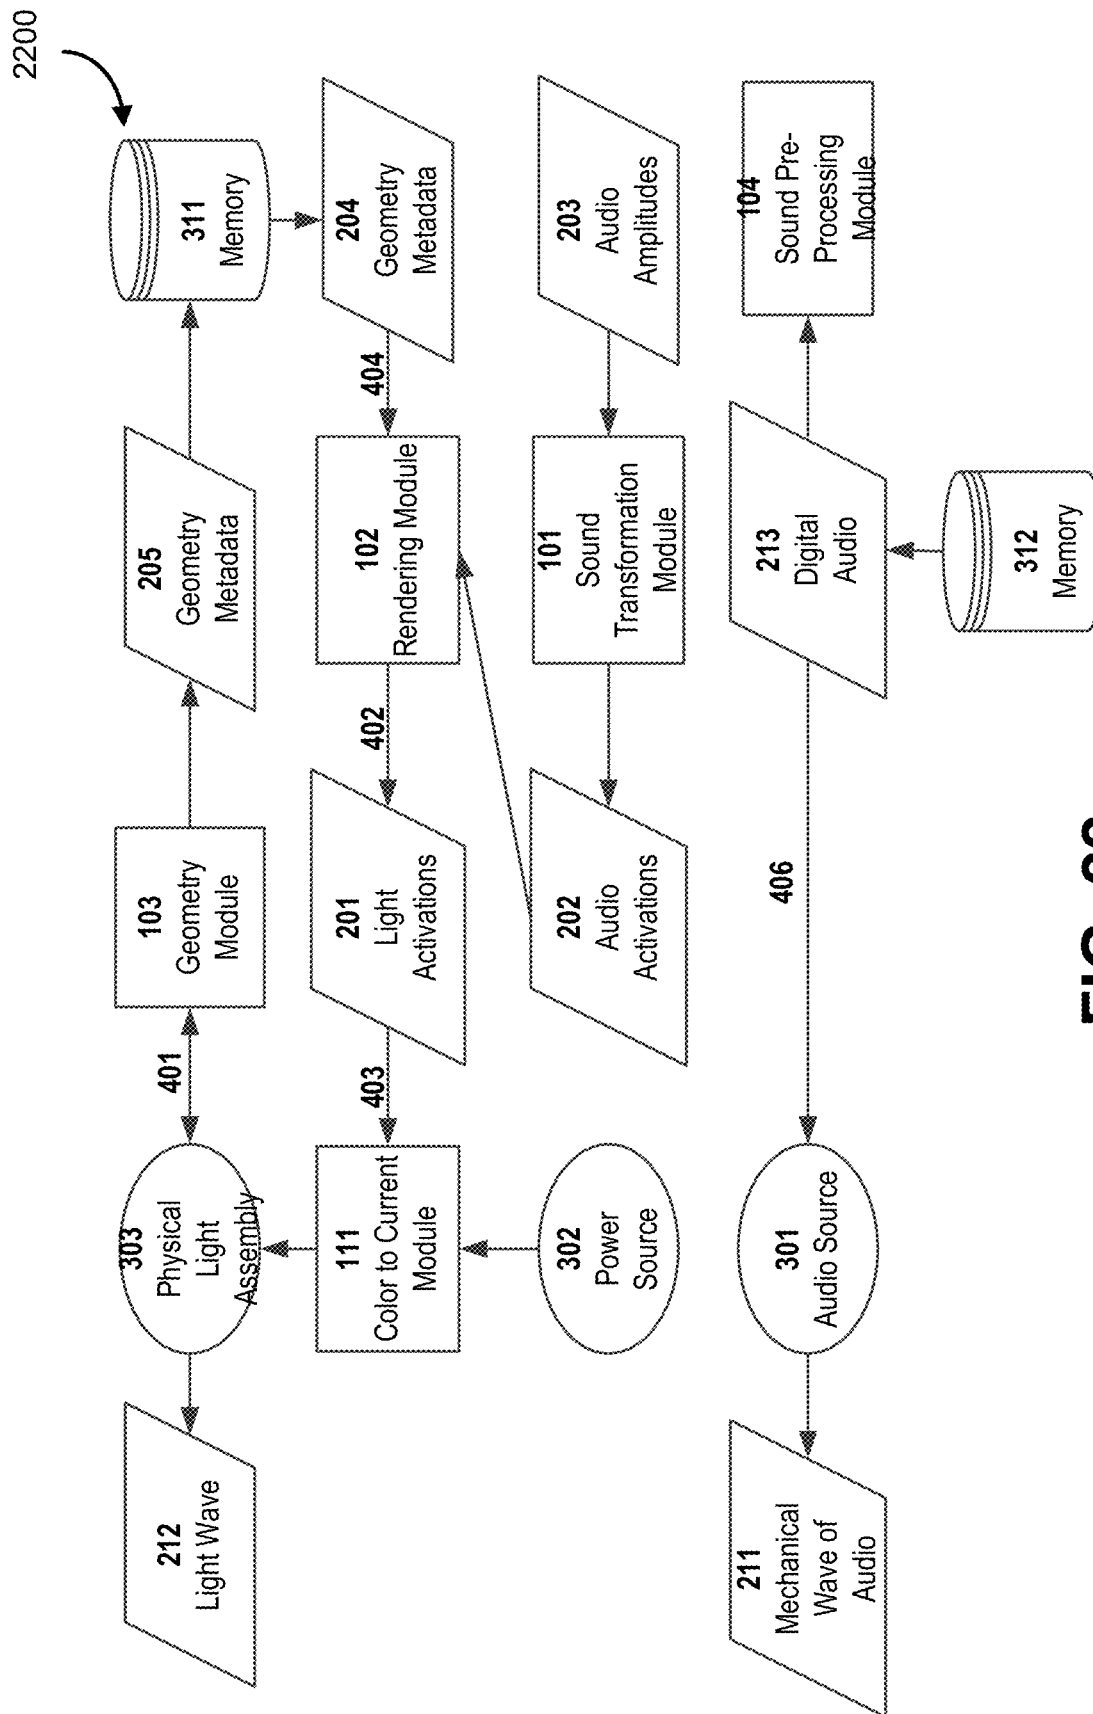 2200
212
Light Wave
303
Physical
Light
Assembly
401
103
Geometry
Module
205
Geometry
Metadata
311
Memory
111
Color to Current
Module
403
201
Light
Activations
402
102
Rendering Module
404
204
Geometry
Metadata
302
Power
Source
202
Audio
Activations
101
Sound
Transformation
Module
203
Audio
Amplitudes
211
Mechanical
Wave of
Audio
301
Audio Source
406
213
Digital
Audio
104
Sound Pre-
Processing
Module
312
Memory
FIG.